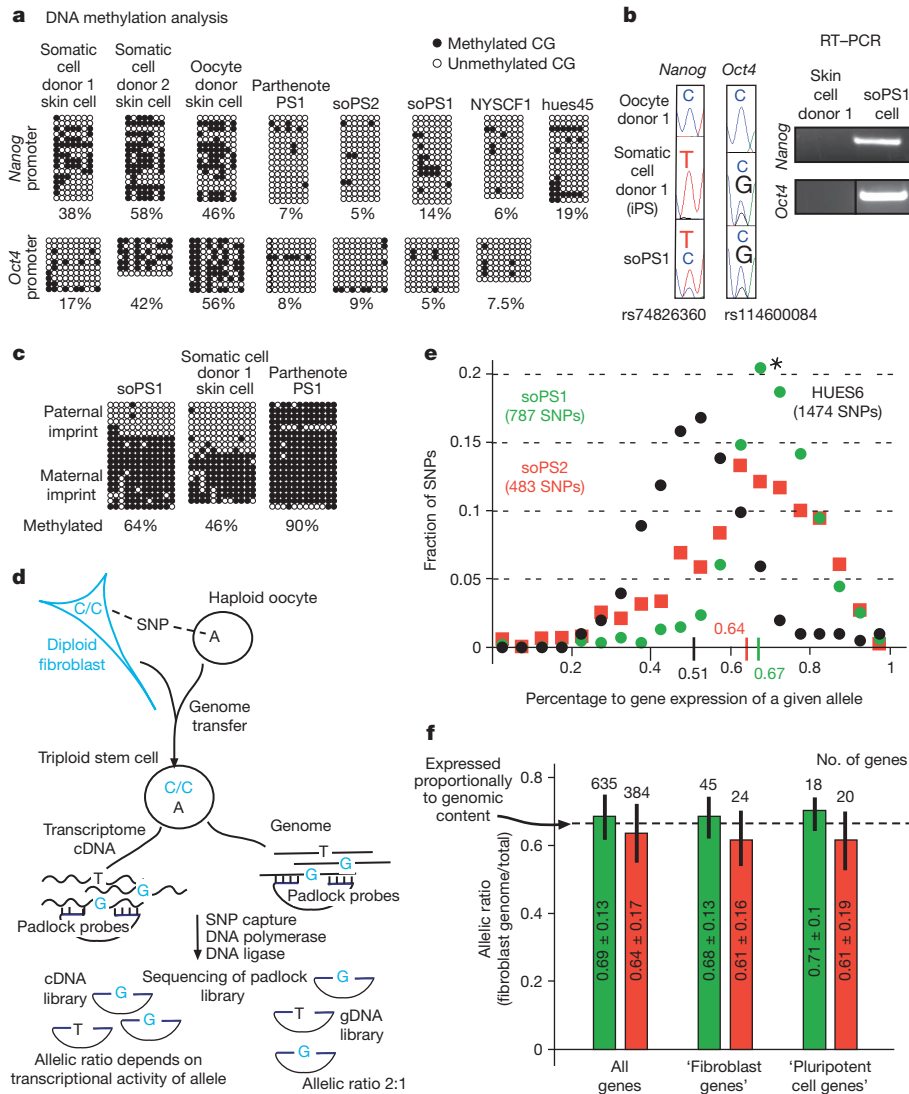 a DNA methylation analysis
● Methylated CG
○ Unmethylated CG
Somatic cell donor 1 skin cell
Somatic cell donor 2 skin cell
Oocyte donor skin cell
Parthenote PS1
soPS2
soPS1
NYSCF1
hues45
Nanog promoter
38% 58% 46% 7% 5% 14% 6% 19%
Oct4 promoter
17% 42% 56% 8% 9% 5% 7.5%
b
Nanog Oct4
Oocyte donor 1
C C
Somatic cell donor 1 (iPS)
T G
soPS1
T C G
rs74826360 rs114600084
RT–PCR
Skin cell donor 1
soPS1 cell
Nanog
Oct4
c
soPS1
Somatic cell donor 1 skin cell
Parthenote PS1
Paternal imprint
Maternal imprint
Methylated 64% 46% 90%
d
C/C
SNP
A
Haploid oocyte
Diploid fibroblast
Genome transfer
Triploid stem cell
C/C
A
Transcriptome cDNA
Genome
T
G
G
Padlock probes
T
G
G
Padlock probes
SNP capture
DNA polymerase
DNA ligase
Sequencing of padlock library
cDNA library
G
T
G
Allelic ratio depends on transcriptional activity of allele
G
T
gDNA library
G
Allelic ratio 2:1
e
Fraction of SNPs
0.2
0.15
0.1
0.05
0
soPS1 (787 SNPs)
soPS2 (483 SNPs)
*
HUES6 (1474 SNPs)
0.64
0.2 0.4 0.6 0.8 1
0.51 0.67
Percentage to gene expression of a given allele
f
Expressed proportionally to genomic content
No. of genes
Allelic ratio (fibroblast genome/total)
0.8
0.6
0.4
0.2
0
635 384 45 24 18 20
0.69 ± 0.13
0.64 ± 0.17
0.68 ± 0.13
0.61 ± 0.16
0.71 ± 0.1
0.61 ± 0.19
All genes
'Fibroblast genes'
'Pluripotent cell genes'